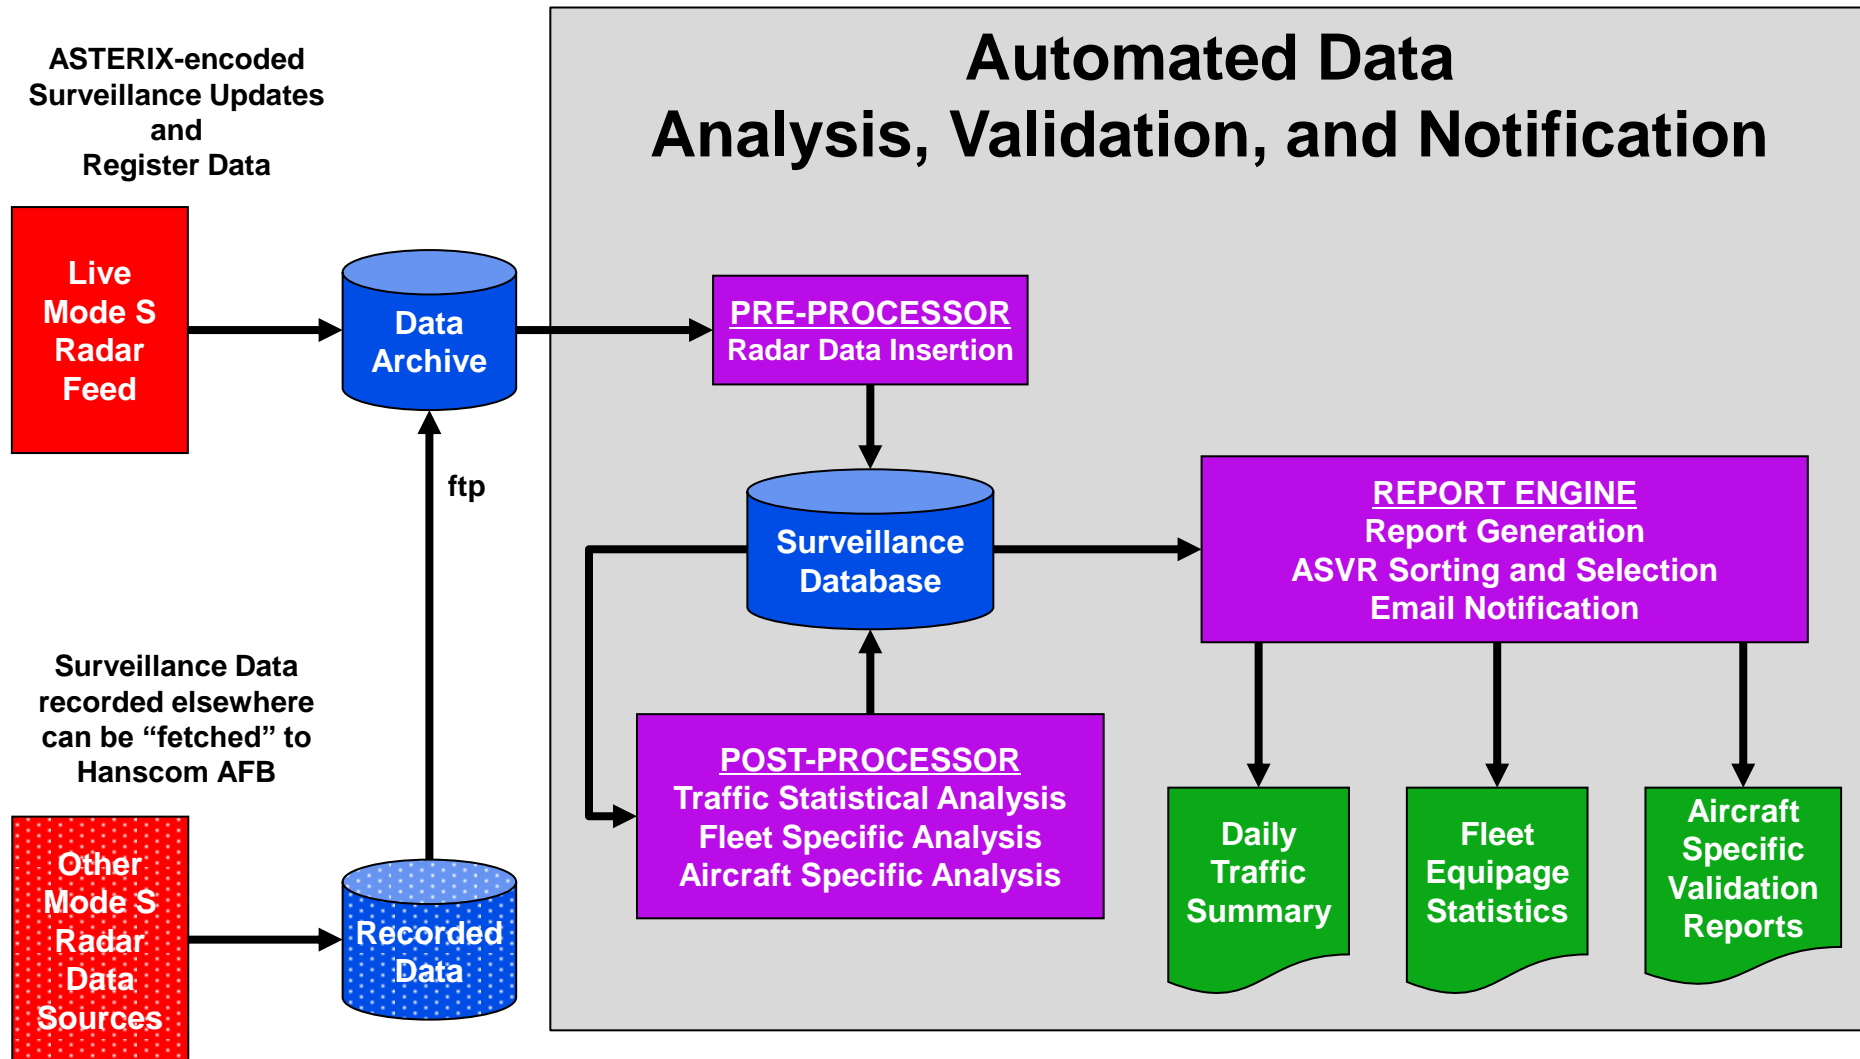 ASTERIX-encoded
Surveillance Updates
and
Register Data
Automated Data
Analysis, Validation, and Notification
Live
Mode S
Radar
Feed
Data
Archive
PRE-PROCESSOR
Radar Data Insertion
ftp
Surveillance
Database
REPORT ENGINE
Report Generation
ASVR Sorting and Selection
Email Notification
Surveillance Data
recorded elsewhere
can be “fetched” to
Hanscom AFB
POST-PROCESSOR
Traffic Statistical Analysis
Fleet Specific Analysis
Aircraft Specific Analysis
Other
Mode S
Radar
Data
Sources
Recorded
Data
Daily
Traffic
Summary
Fleet
Equipage
Statistics
Aircraft
Specific
Validation
Reports